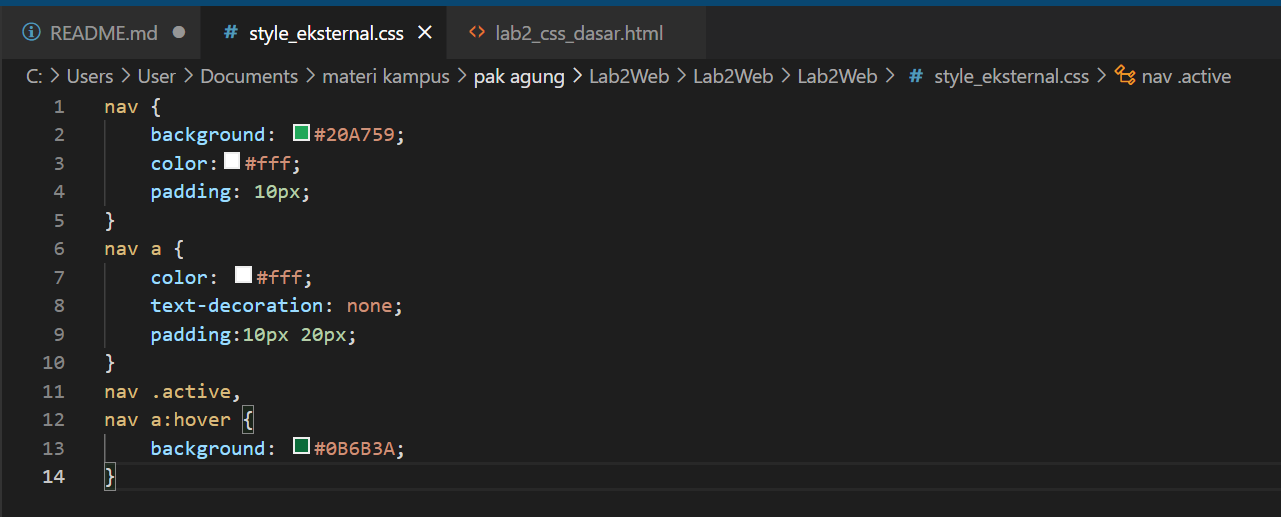 README.md ● # style_eksternal.css × <> lab2_css_dasar.html
C: > Users > User > Documents > materi kampus > pak agung > Lab2Web > Lab2Web > Lab2Web > # style_eksternal.css > nav .active
1 nav {
2     background: #20A759;
3     color: #fff;
4     padding: 10px;
5 }
6 nav a {
7     color: #fff;
8     text-decoration: none;
9     padding:10px 20px;
10 }
11 nav .active,
12 nav a:hover {
13     background: #0B6B3A;
14 }